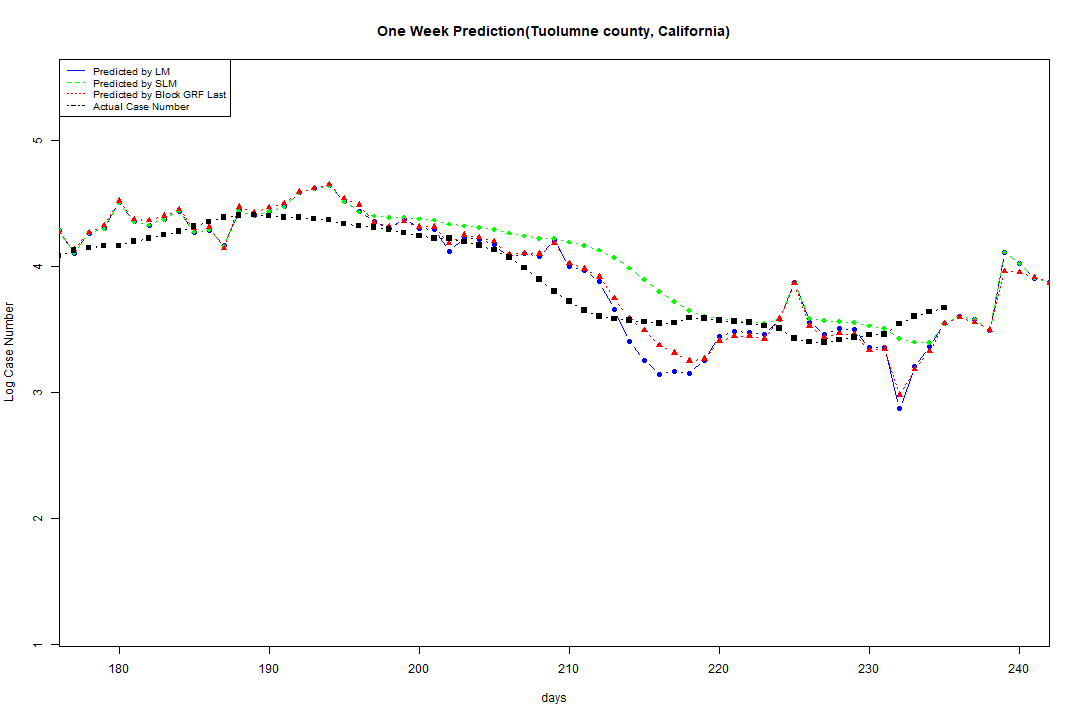 One Week Prediction(Tuolumne county, California)
Predicted by LM
Predicted by SLM
Predicted by Block GRF Last
Actual Case Number
5
4
3
2
1
Log Case Number
180 190 200 210 220 230 240
days